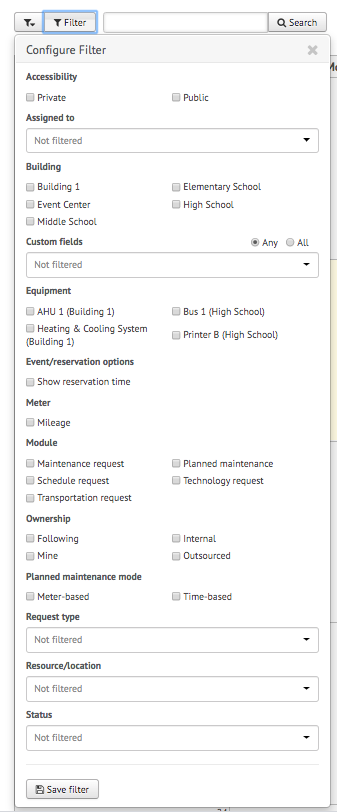 Filter
Search
Configure Filter
Accessibility
Private Public
Assigned to
Not filtered
Building
Building 1 Elementary School
Event Center High School
Middle School
Custom fields Any All
Not filtered
Equipment
AHU 1 (Building 1) Bus 1 (High School)
Heating & Cooling System
(Building 1) Printer B (High School)
Event/reservation options
Show reservation time
Meter
Mileage
Module
Maintenance request Planned maintenance
Schedule request Technology request
Transportation request
Ownership
Following Internal
Mine Outsourced
Planned maintenance mode
Meter-based Time-based
Request type
Not filtered
Resource/location
Not filtered
Status
Not filtered
Save filter